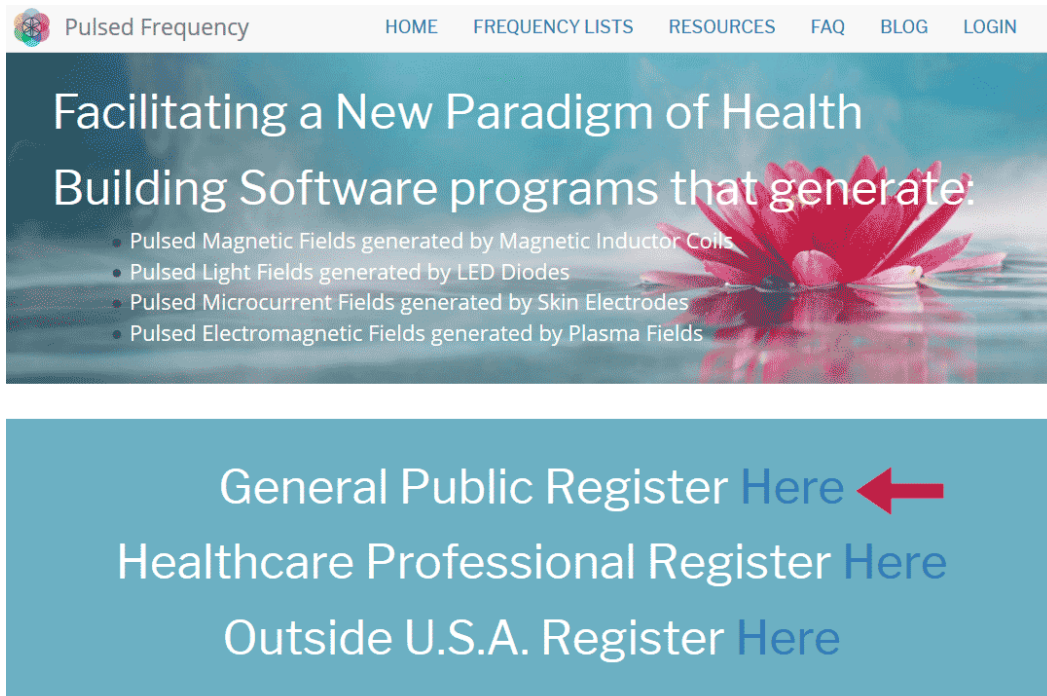 Pulsed Frequency HOME FREQUENCY LISTS RESOURCES FAQ BLOG LOGIN
Facilitating a New Paradigm of Health
Building Software programs that generate:
Pulsed Magnetic Fields generated by Magnetic Inductor Coils
Pulsed Light Fields generated by LED Diodes
Pulsed Microcurrent Fields generated by Skin Electrodes
Pulsed Electromagnetic Fields generated by Plasma Fields
General Public Register Here
Healthcare Professional Register Here
Outside U.S.A. Register Here